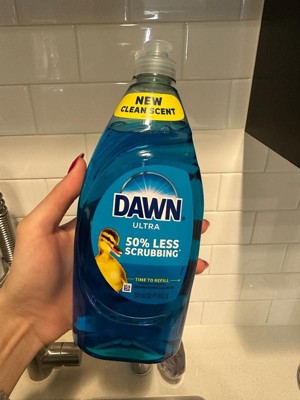 NEW
CLEAN SCENT
DAWN
ULTRA
50% LESS
SCRUBBING*
TIME TO REFILL